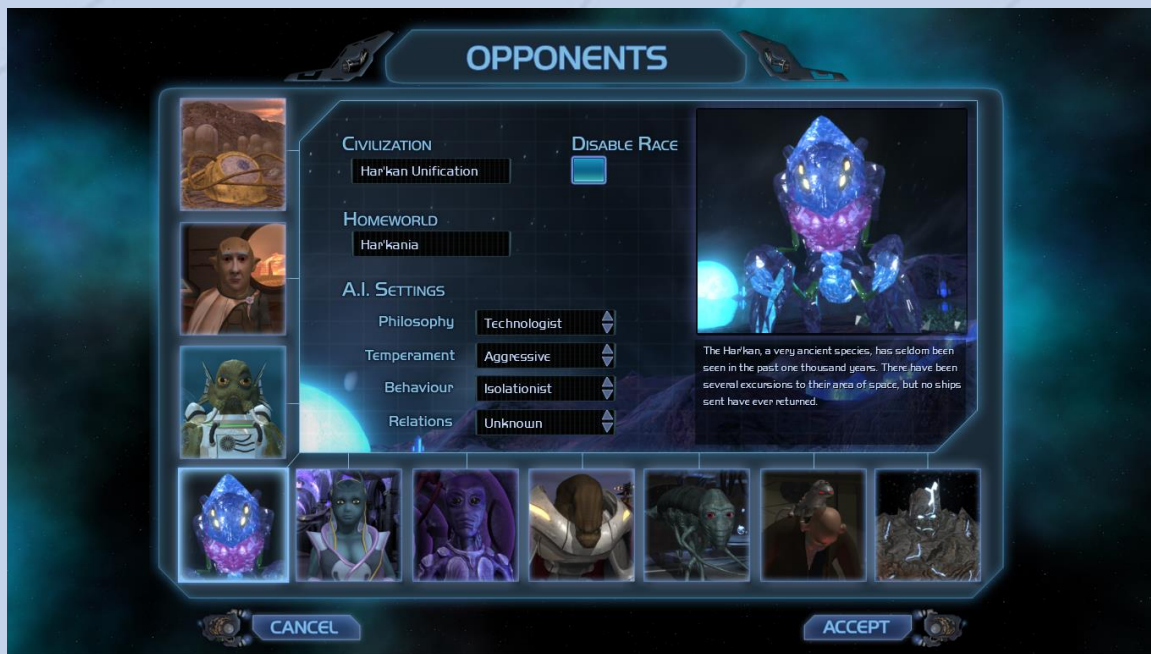 OPPONENTS
CIVILIZATION
Har'kan Unification
DISABLE RACE
HOMEWORLD
Har'kania
A.I. SETTINGS
Philosophy
Technologist
Temperament
Aggressive
Behaviour
Isolationist
Relations
Unknown
The Har'kan, a very ancient species, has seldom been
seen in the past one thousand years. There have been
several excursions to their area of space, but no ships
sent have ever returned.
CANCEL
ACCEPT